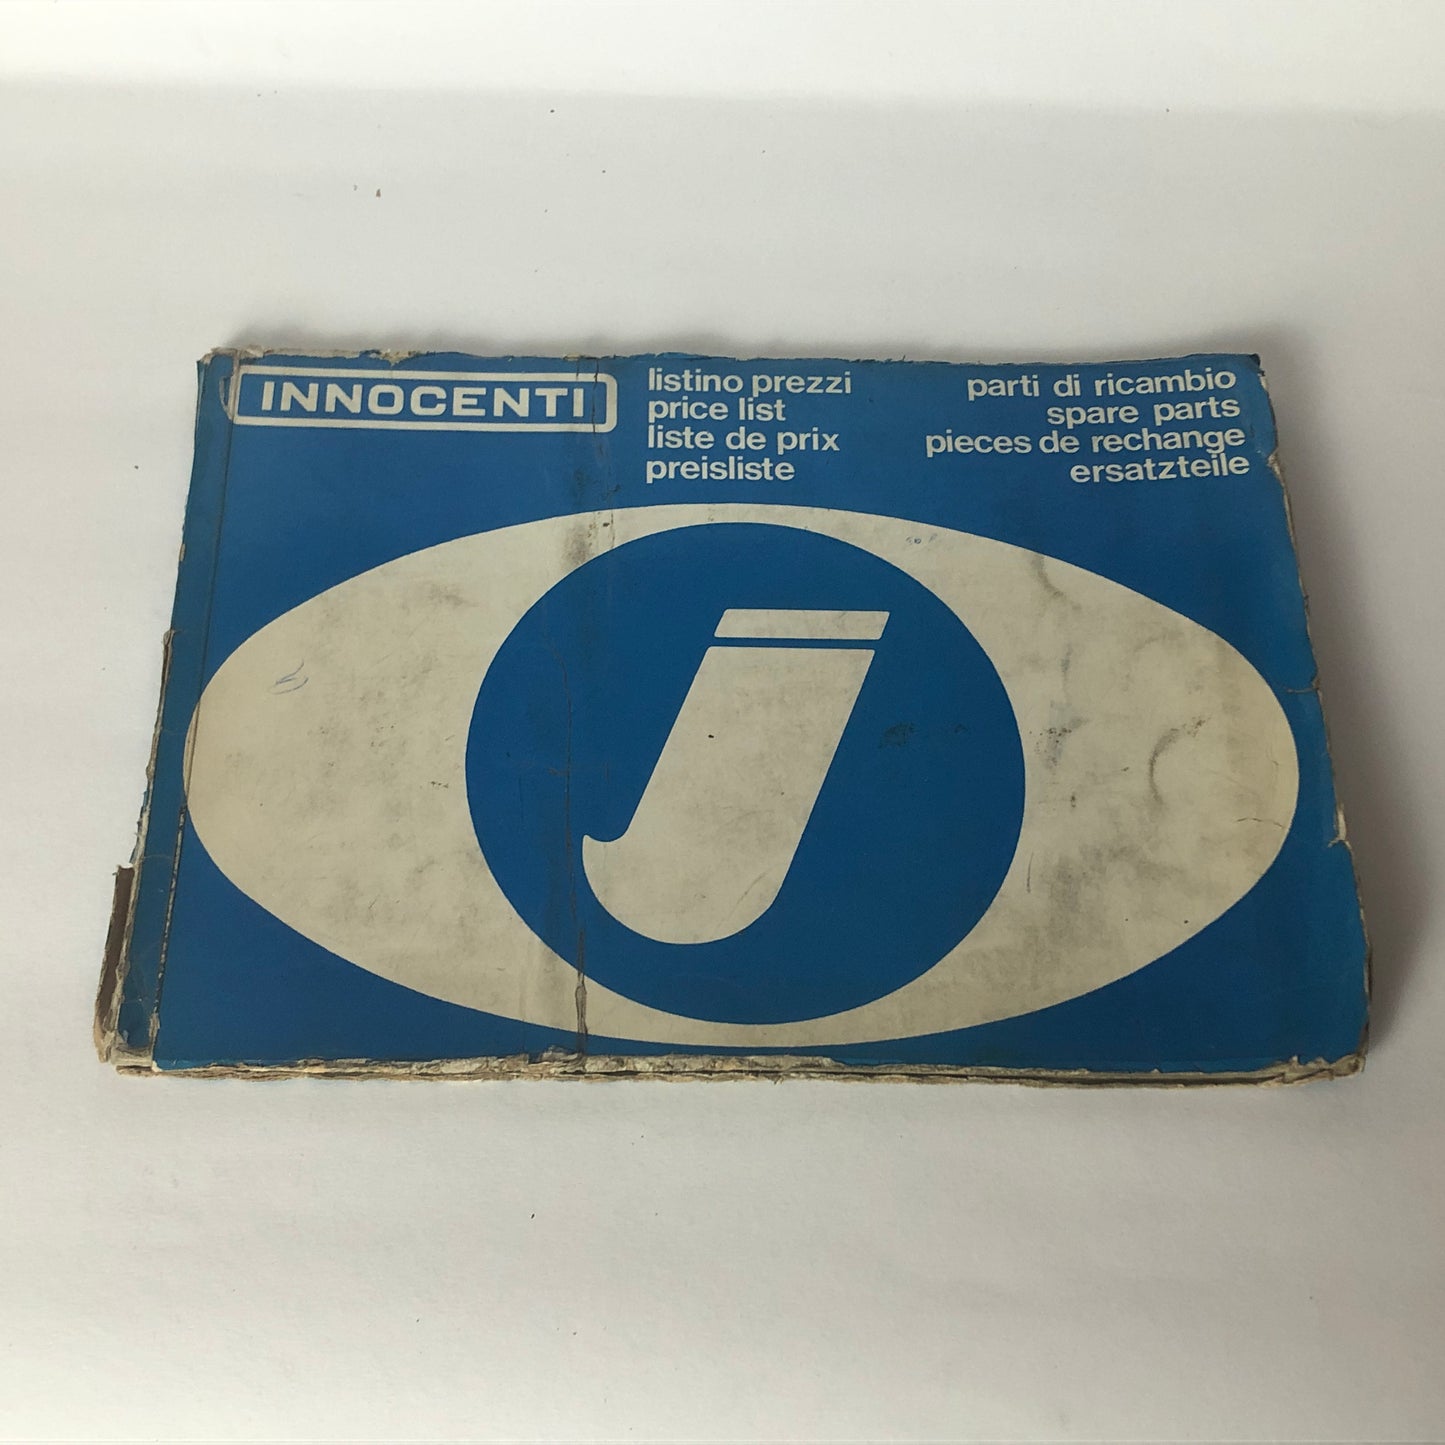 INNOCENTI
listino prezzi
price list
liste de prix
preisliste
parti di ricambio
spare parts
pieces de rechange
ersatzteile
j